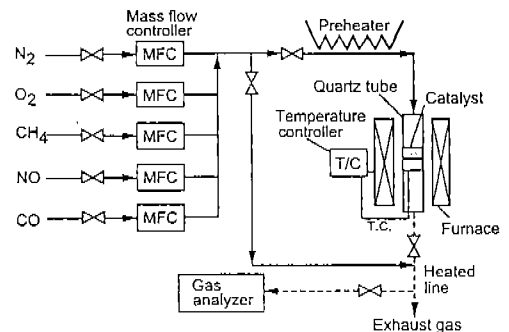 Mass flow
controller
Preheater
N2
MFC
O2
MFC
Quartz tube
Catalyst
Temperature
controller
CH4
MFC
T/C
NO
MFC
CO
MFC
T.C.
Furnace
Heated
line
Gas
analyzer
Exhaust gas